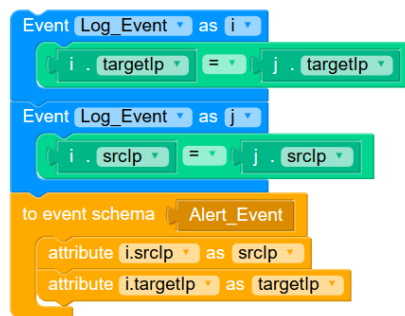 Event Log_Event as i
i . targetIp = j . targetIp
Event Log_Event as j
i . srcIp = j . srcIp
to event schema Alert_Event
attribute i.srcIp as srcIp
attribute i.targetIp as targetIp